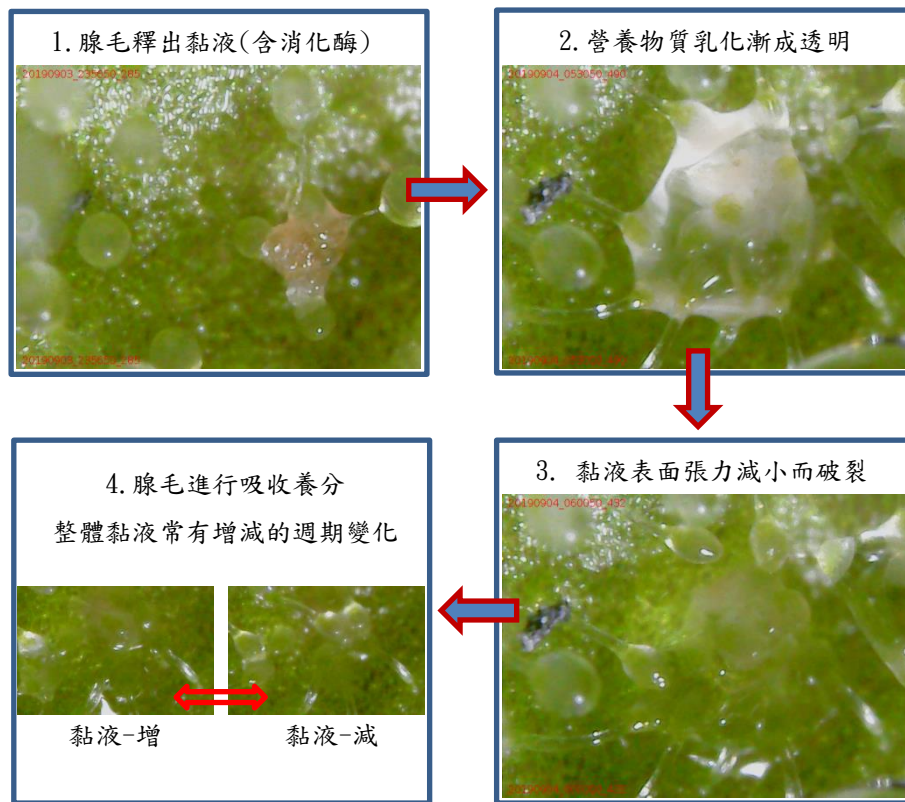 1.腺毛釋出黏液(含消化酶)
20190903_235650_285
20190903_235650_285
2.營養物質乳化漸成透明
20190904_053050_490
3. 黏液表面張力減小而破裂
20190904_060050_432
4.腺毛進行吸收養分
整體黏液常有增減的週期變化
黏液-增
黏液-減